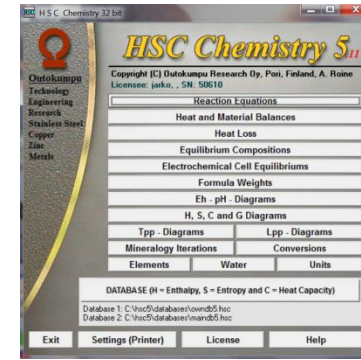 H S C Chemistry 32 bit
HSC Chemistry 5.11
Outokumpu
Technology
Engineering
Research
Stainless Steel
Copper
Zinc
Metals
Copyright (C) Outokumpu Research Oy, Pori, Finland, A. Roine
Licensee: jarko, , SN: 50610
Reaction Equations
Heat and Material Balances
Heat Loss
Equilibrium Compositions
Electrochemical Cell Equilibriums
Formula Weights
Eh - pH - Diagrams
H, S, C and G Diagrams
Tpp - Diagrams Lpp - Diagrams
Mineralogy Iterations Conversions
Elements Water Units
DATABASE (H = Enthalpy, S = Entropy and C = Heat Capacity)
Database 1: C:\hsc5\databases\owndb5.hsc
Database 2: C:\hsc5\databases\maindb5.hsc
Exit Settings (Printer) License Help